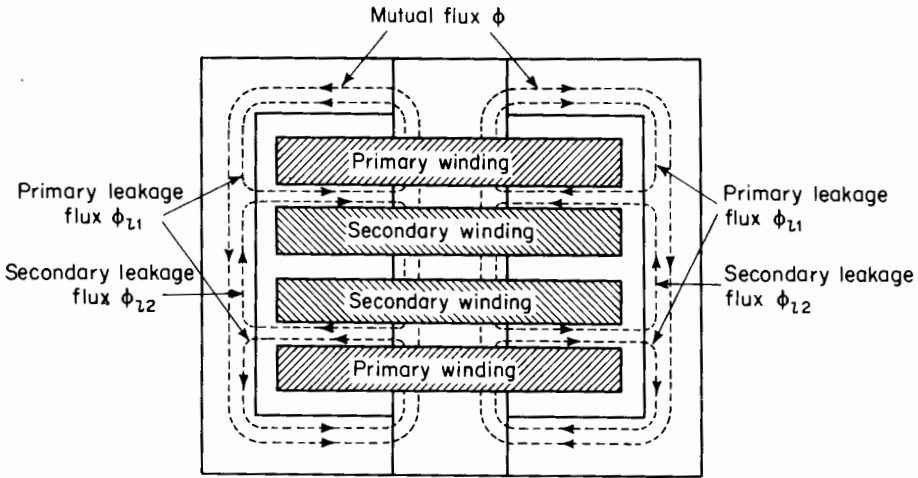 Mutual flux ϕ
Primary winding
Primary leakage
flux ϕl1
Primary leakage
flux ϕl1
Secondary winding
Secondary leakage
flux ϕl2
Secondary leakage
flux ϕl2
Secondary winding
Primary winding